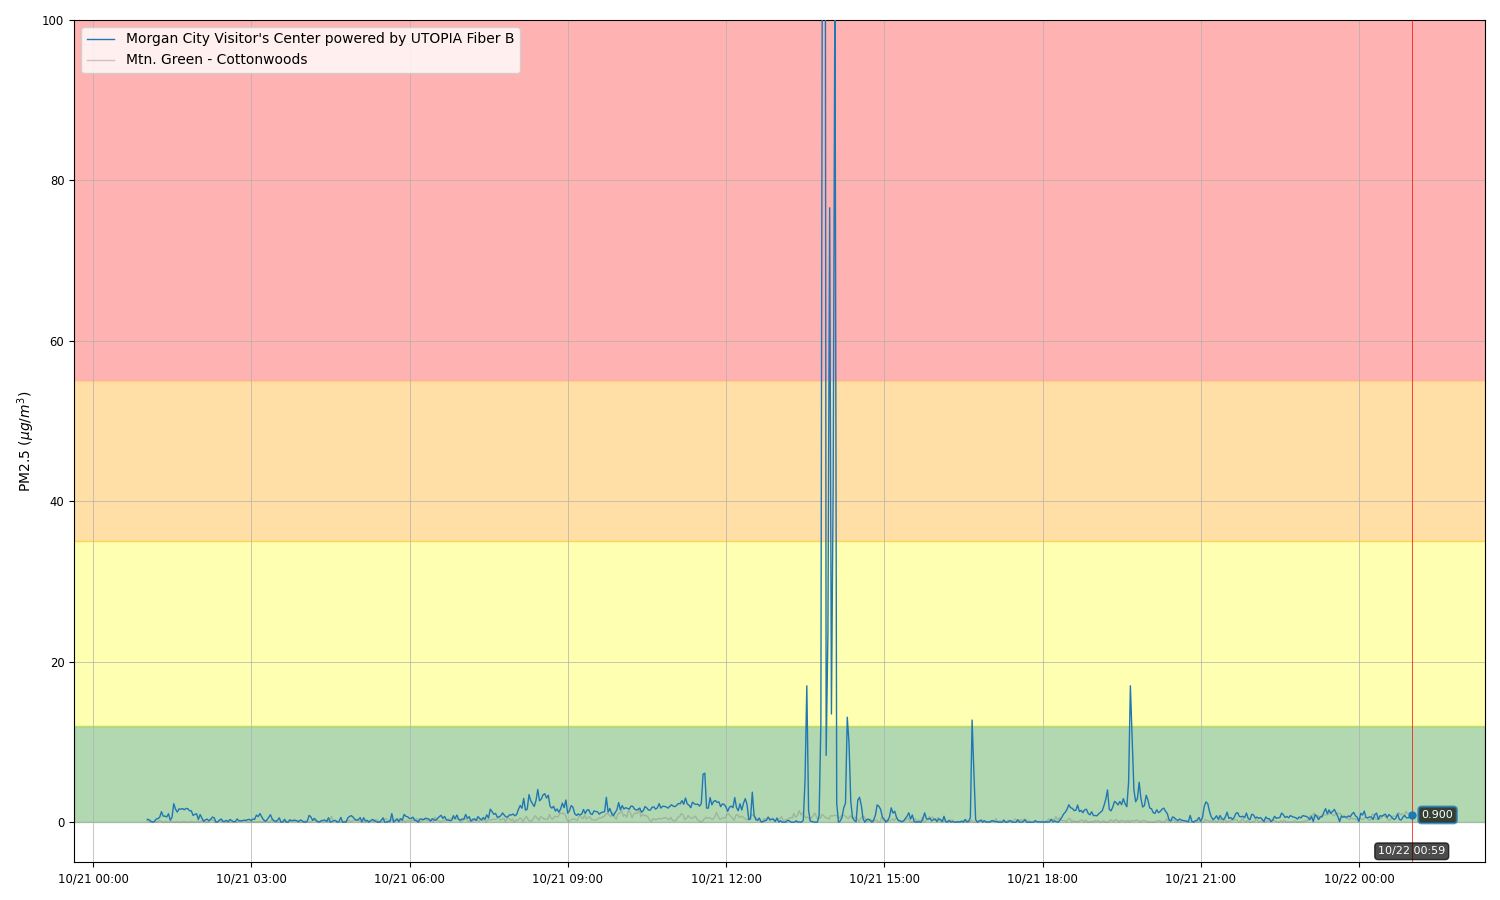 100
80
60
40
20
0
PM2.5 (μg/m³)
Morgan City Visitor's Center powered by UTOPIA Fiber B
Mtn. Green - Cottonwoods
0.900
10/22 00:59
10/21 00:00 10/21 03:00 10/21 06:00 10/21 09:00 10/21 12:00 10/21 15:00 10/21 18:00 10/21 21:00 10/22 00:00